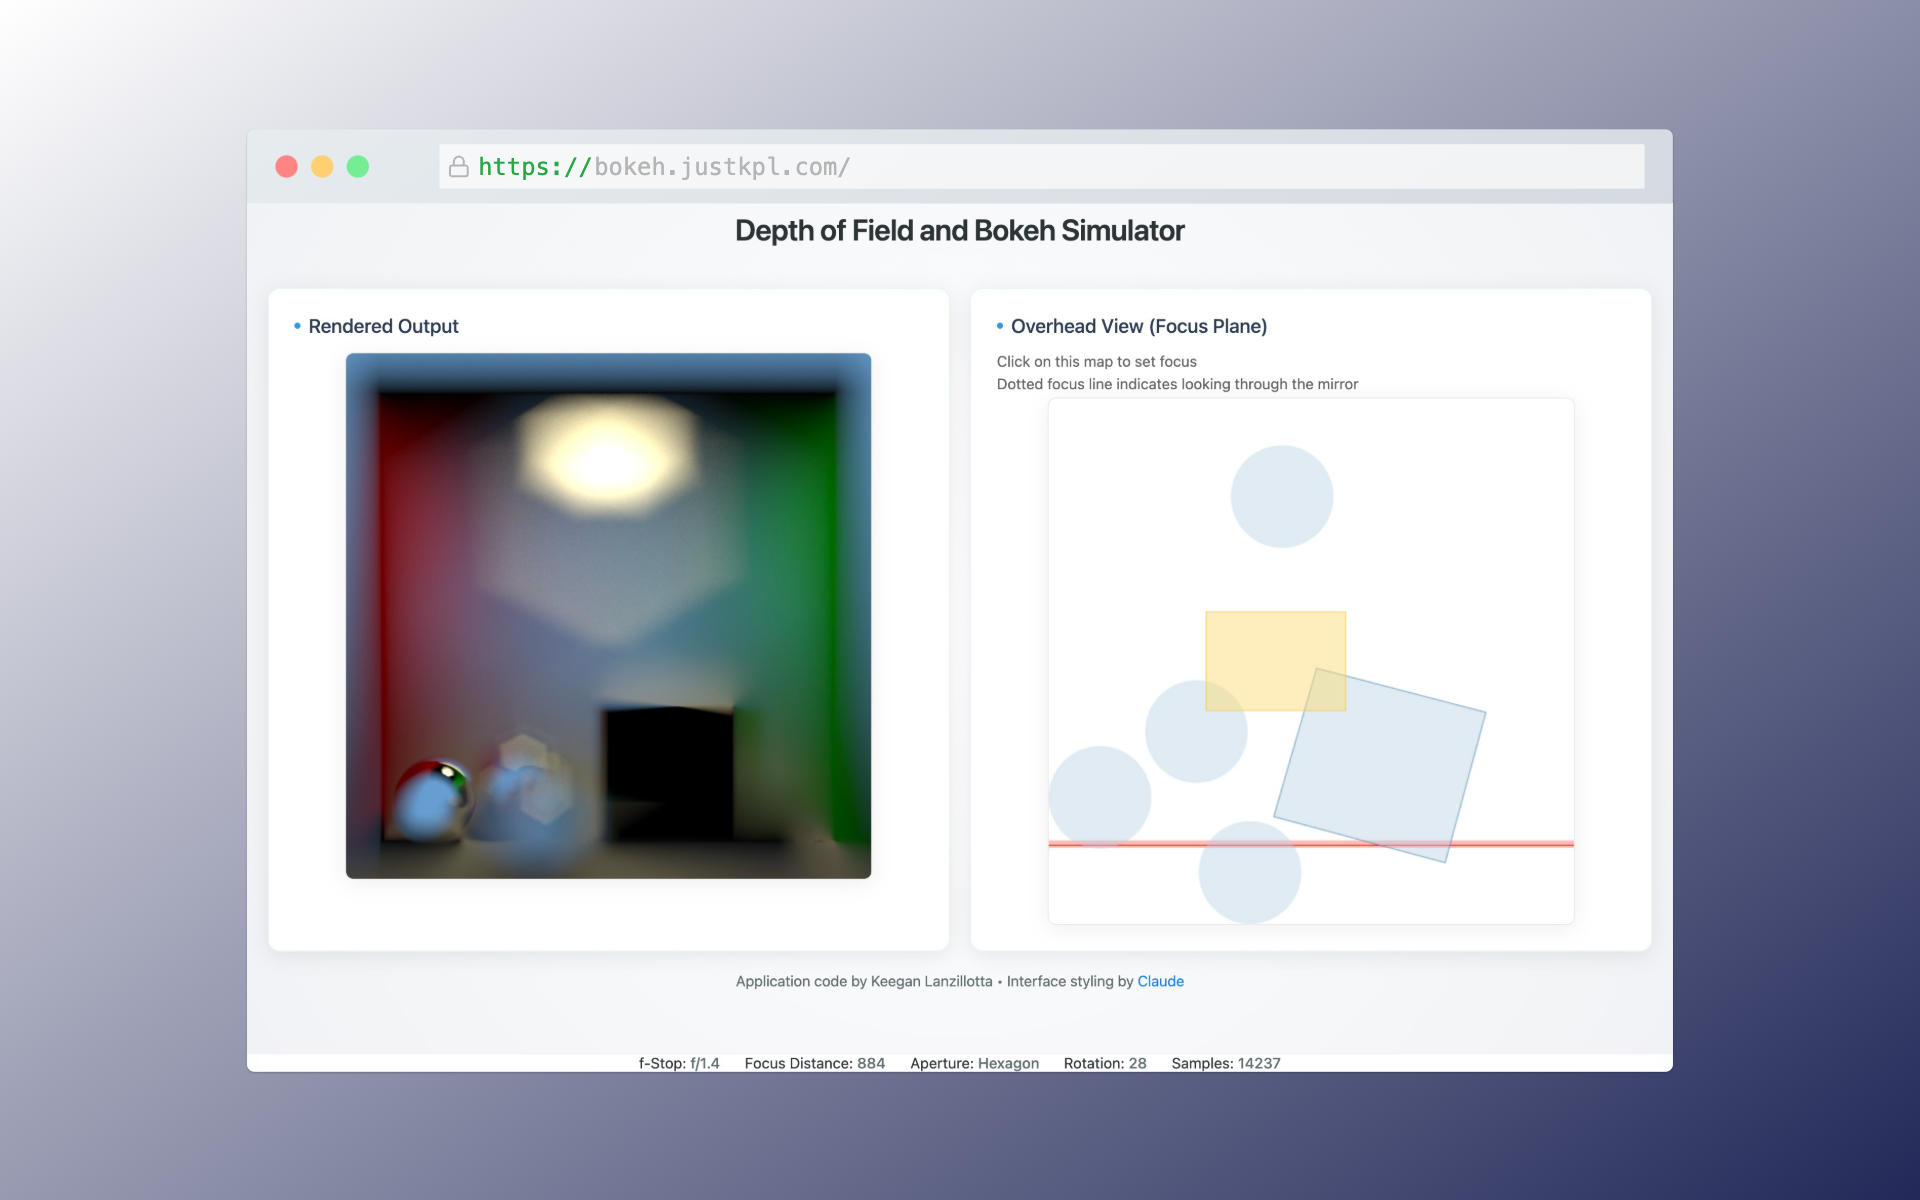 https://bokeh.justkpl.com/
Depth of Field and Bokeh Simulator
• Rendered Output
• Overhead View (Focus Plane)
Click on this map to set focus
Dotted focus line indicates looking through the mirror
Application code by Keegan Lanzillotta • Interface styling by Claude
f-Stop: f/1.4 Focus Distance: 884 Aperture: Hexagon Rotation: 28 Samples: 14237